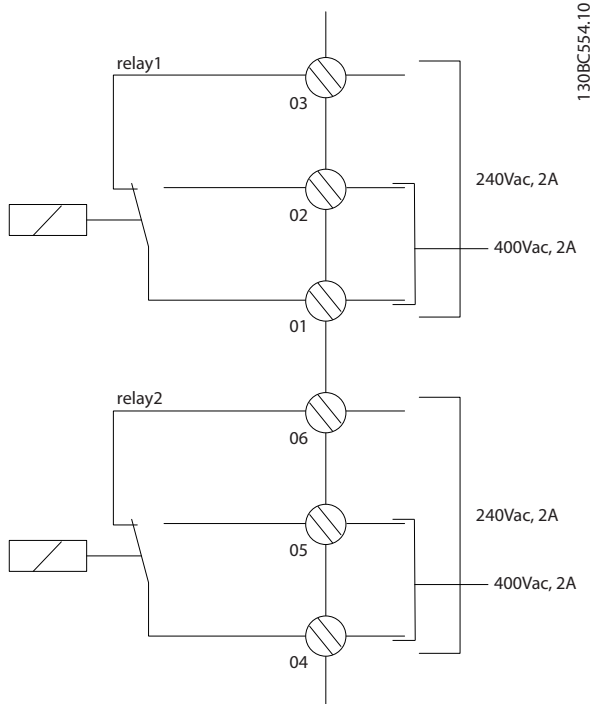 130BC554.10
relay1
03
240Vac, 2A
02
400Vac, 2A
01
relay2
06
240Vac, 2A
05
400Vac, 2A
04